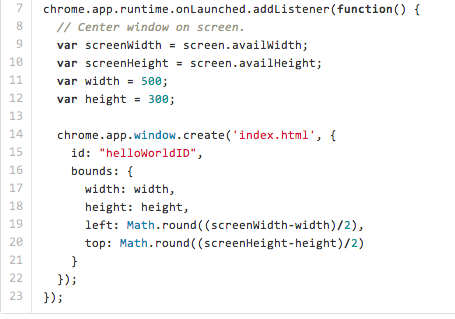 7 chrome.app.runtime.onLaunched.addListener(function() {
8   // Center window on screen.
9   var screenWidth = screen.availWidth;
10   var screenHeight = screen.availHeight;
11   var width = 500;
12   var height = 300;
13
14   chrome.app.window.create('index.html', {
15     id: "helloWorldID",
16     bounds: {
17       width: width,
18       height: height,
19       left: Math.round((screenWidth-width)/2),
20       top: Math.round((screenHeight-height)/2)
21     }
22   });
23 });